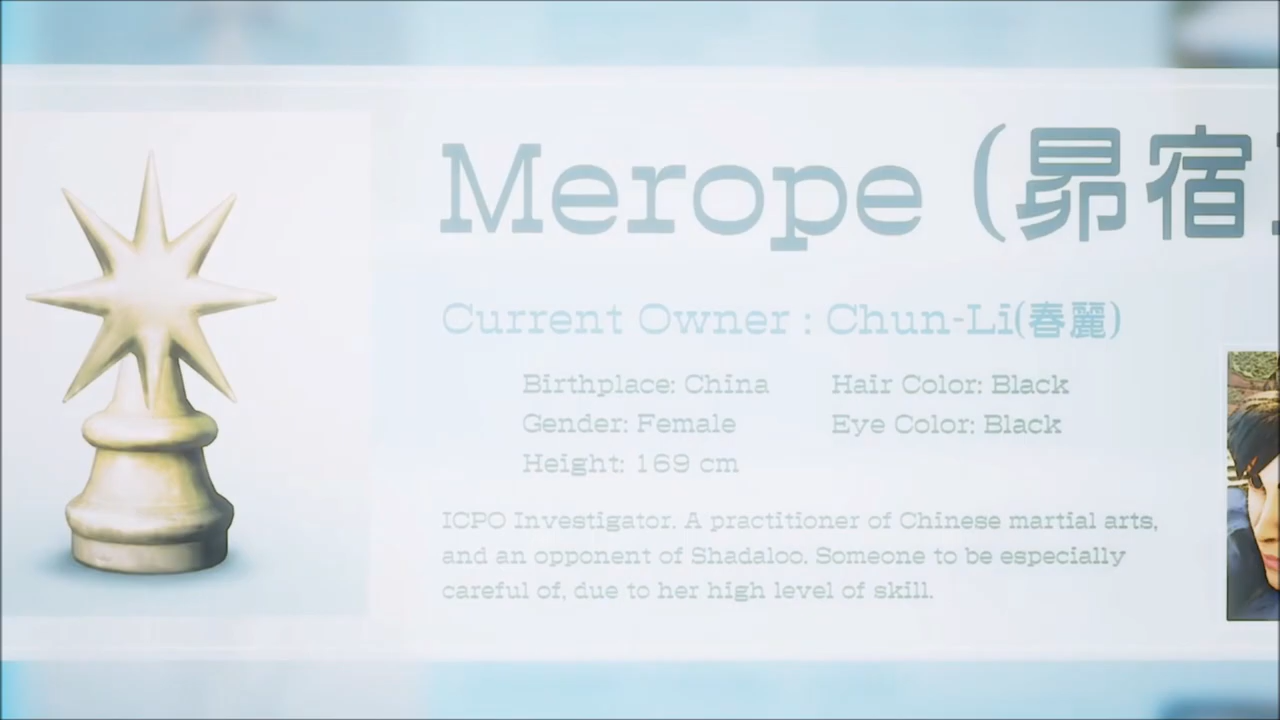 Merope (昴宿
Current Owner : Chun-Li(春麗)
Birthplace: China
Hair Color: Black
Gender: Female
Eye Color: Black
Height: 169 cm
ICPO Investigator. A practitioner of Chinese martial arts,
and an opponent of Shadaloo. Someone to be especially
careful of, due to her high level of skill.